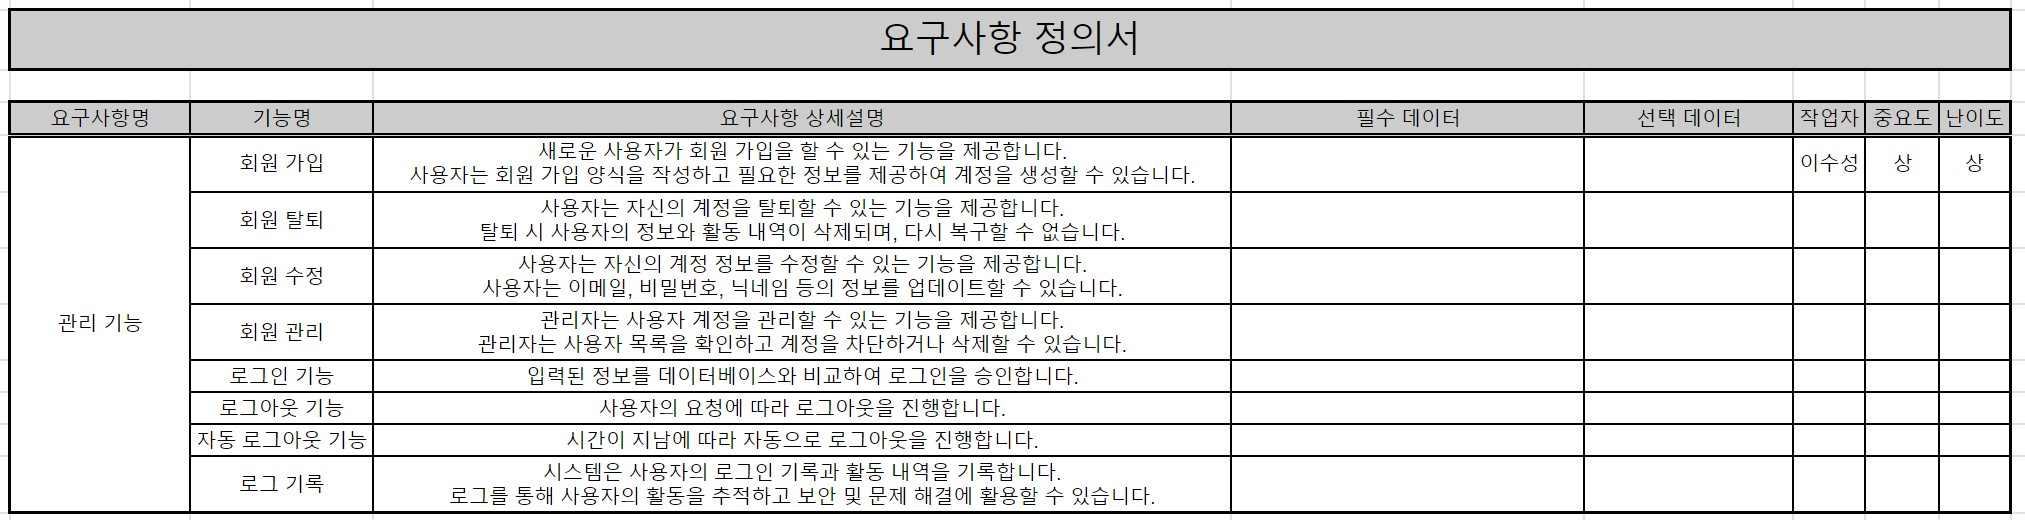 요구사항 정의서
요구사항명 기능명 요구사항 상세설명 필수 데이터 선택 데이터 작업자 중요도 난이도
관리 기능
회원 가입
새로운 사용자가 회원 가입을 할 수 있는 기능을 제공합니다.
사용자는 회원 가입 양식을 작성하고 필요한 정보를 제공하여 계정을 생성할 수 있습니다.
이수성 상 상
회원 탈퇴
사용자는 자신의 계정을 탈퇴할 수 있는 기능을 제공합니다.
탈퇴 시 사용자의 정보와 활동 내역이 삭제되며, 다시 복구할 수 없습니다.
회원 수정
사용자는 자신의 계정 정보를 수정할 수 있는 기능을 제공합니다.
사용자는 이메일, 비밀번호, 닉네임 등의 정보를 업데이트할 수 있습니다.
회원 관리
관리자는 사용자 계정을 관리할 수 있는 기능을 제공합니다.
관리자는 사용자 목록을 확인하고 계정을 차단하거나 삭제할 수 있습니다.
로그인 기능 입력된 정보를 데이터베이스와 비교하여 로그인을 승인합니다.
로그아웃 기능 사용자의 요청에 따라 로그아웃을 진행합니다.
자동 로그아웃 기능 시간이 지남에 따라 자동으로 로그아웃을 진행합니다.
로그 기록
시스템은 사용자의 로그인 기록과 활동 내역을 기록합니다.
로그를 통해 사용자의 활동을 추적하고 보안 및 문제 해결에 활용할 수 있습니다.